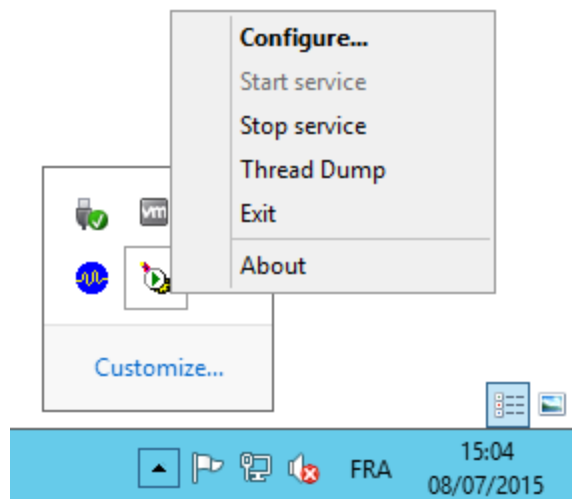 Configure...
Start service
Stop service
Thread Dump
Exit
About
vm
Customize...
FRA
15:04
08/07/2015